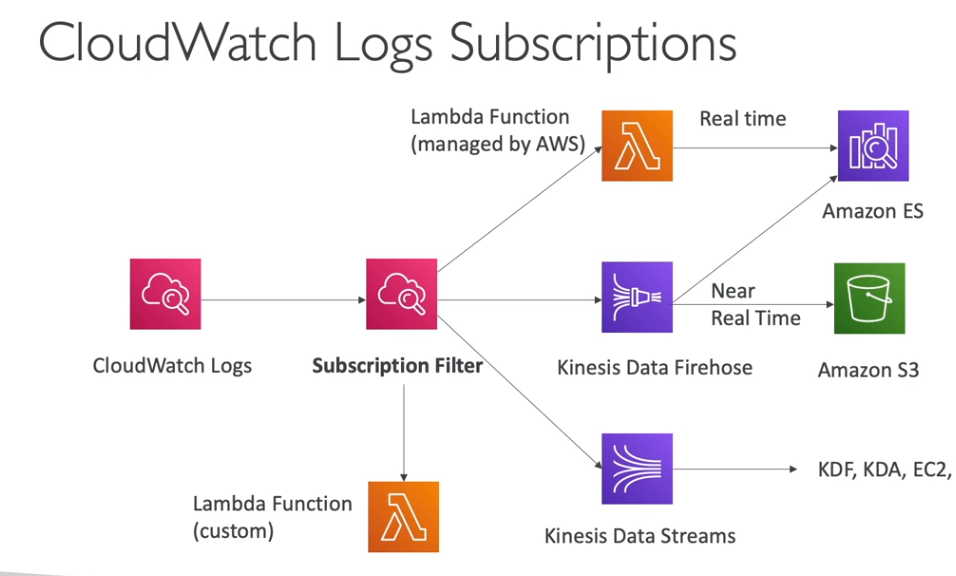 CloudWatch Logs Subscriptions
Lambda Function
(managed by AWS)
Real time
Amazon ES
CloudWatch Logs
Subscription Filter
Kinesis Data Firehose
Near
Real Time
Amazon S3
Lambda Function
(custom)
Kinesis Data Streams
KDF, KDA, EC2,